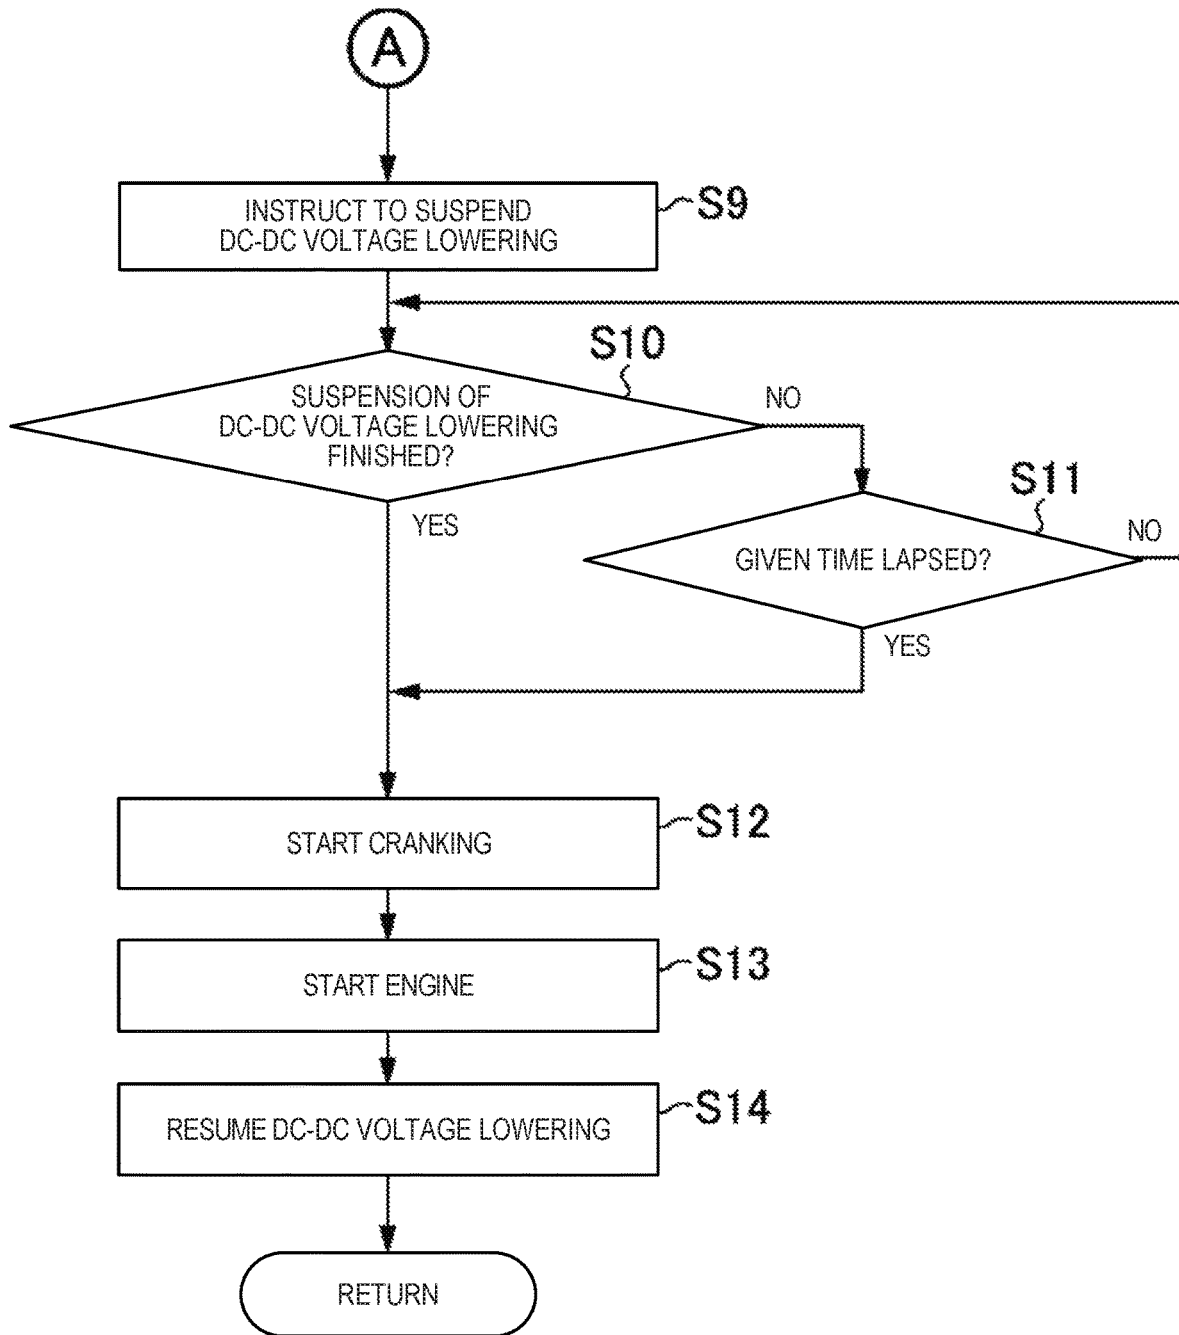 A
INSTRUCT TO SUSPEND
DC-DC VOLTAGE LOWERING
S9
S10
SUSPENSION OF
DC-DC VOLTAGE LOWERING
FINISHED?
NO
YES
S11
GIVEN TIME LAPSED?
NO
YES
START CRANKING
S12
START ENGINE
S13
RESUME DC-DC VOLTAGE LOWERING
S14
RETURN